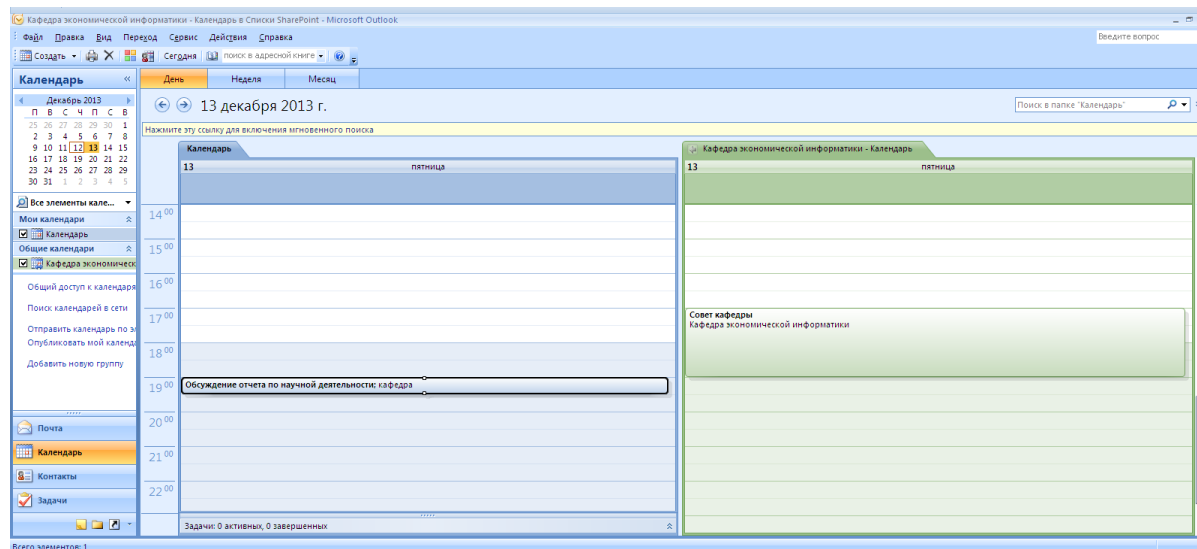 Кафедра экономической информатики - Календарь в Списки SharePoint - Microsoft Outlook
Файл Правка Вид Переход Сервис Действия Справка
Введите вопрос
Создать Сегодня поиск в адресной книге
Календарь «
День Неделя Месяц
Декабрь 2013
П В С Ч П С В
25 26 27 28 29 30 1
2 3 4 5 6 7 8
9 10 11 12 13 14 15
16 17 18 19 20 21 22
23 24 25 26 27 28 29
30 31 1 2 3 4 5
13 декабря 2013 г.
Поиск в папке "Календарь"
Нажмите эту ссылку для включения мгновенного поиска
Все элементы кале...
Мои календари
Календарь
Общие календари
Кафедра экономическ
Общий доступ к календаря
Поиск календарей в сети
Отправить календарь по э
Опубликовать мой календ
Добавить новую группу
Почта
Календарь
Контакты
Задачи
Календарь
13 пятница
14 00
15 00
16 00
17 00
18 00
19 00
20 00
21 00
22 00
Обсуждение отчета по научной деятельности; кафедра
Задачи: 0 активных, 0 завершенных
Кафедра экономической информатики - Календарь
13 пятница
Совет кафедры
Кафедра экономической информатики
Всего элементов: 1